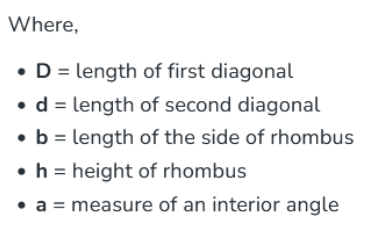 Where,
• D = length of first diagonal
• d = length of second diagonal
• b = length of the side of rhombus
• h = height of rhombus
• a = measure of an interior angle